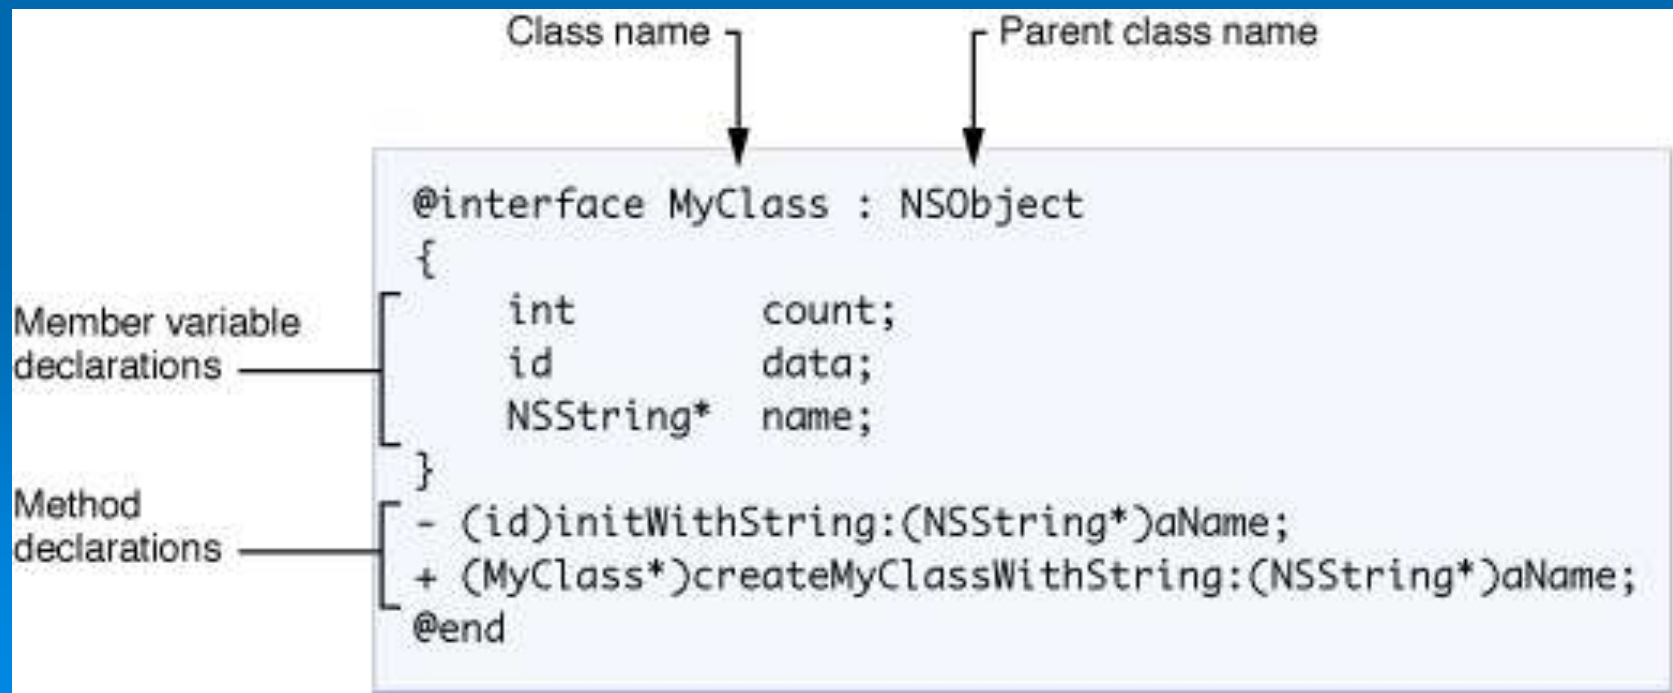 Class name
Parent class name
@interface MyClass : NSObject
{
Member variable
declarations
int count;
id data;
NSString* name;
}
Method
declarations
- (id)initWithString:(NSString*)aName;
+ (MyClass*)createMyClassWithString:(NSString*)aName;
@end